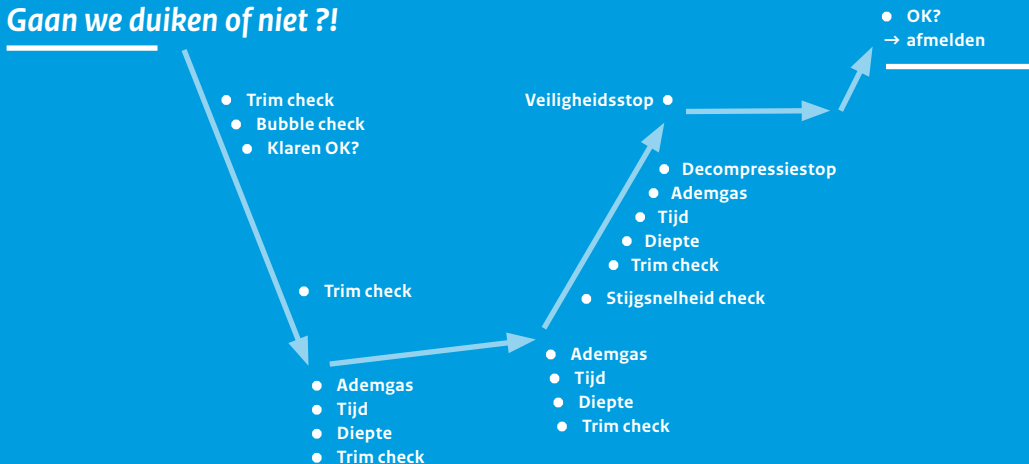 Gaan we duiken of niet ?!
Trim check
Bubble check
Klaren OK?
Trim check
Ademgas
Tijd
Diepte
Trim check
Ademgas
Tijd
Diepte
Trim check
Stijgsnelheid check
Trim check
Diepte
Tijd
Ademgas
Decompressiestop
Veiligheidsstop
OK?
→ afmelden